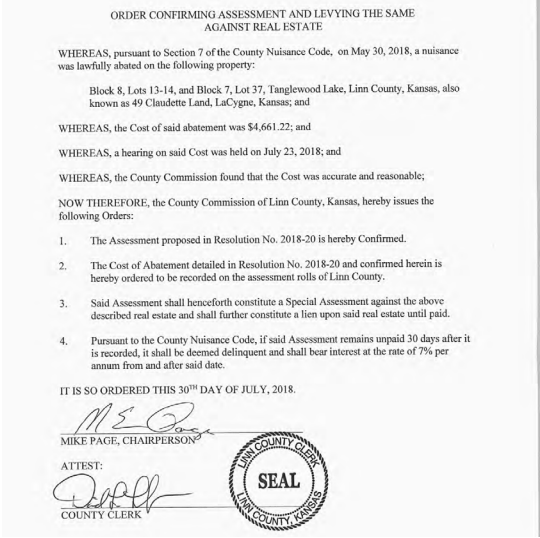 ORDER CONFIRMING ASSESSMENT AND LEVYING THE SAME
AGAINST REAL ESTATE
WHEREAS, pursuant to Section 7 of the County Nuisance Code, on May 30, 2018, a nuisance
was lawfully abated on the following property:
Block 8, Lots 13-14, and Block 7, Lot 37, Tanglewood Lake, Linn County, Kansas, also
known as 49 Claudette Land, LaCygne, Kansas; and
WHEREAS, the Cost of said abatement was $4,661.22; and
WHEREAS, a hearing on said Cost was held on July 23, 2018; and
WHEREAS, the County Commission found that the Cost was accurate and reasonable;
NOW THEREFORE, the County Commission of Linn County, Kansas, hereby issues the
following Orders:
1. The Assessment proposed in Resolution No. 2018-20 is hereby Confirmed.
2. The Cost of Abatement detailed in Resolution No. 2018-20 and confirmed herein is
hereby ordered to be recorded on the assessment rolls of Linn County.
3. Said Assessment shall henceforth constitute a Special Assessment against the above
described real estate and shall further constitute a lien upon said real estate until paid.
4. Pursuant to the County Nuisance Code, if said Assessment remains unpaid 30 days after it
is recorded, it shall be deemed delinquent and shall bear interest at the rate of 7% per
annum from and after said date.
IT IS SO ORDERED THIS 30TH DAY OF JULY, 2018.
M E Page
MIKE PAGE, CHAIRPERSON
ATTEST:
COUNTY CLERK
LINN COUNTY CLERK
SEAL
LINN COUNTY, KANSAS